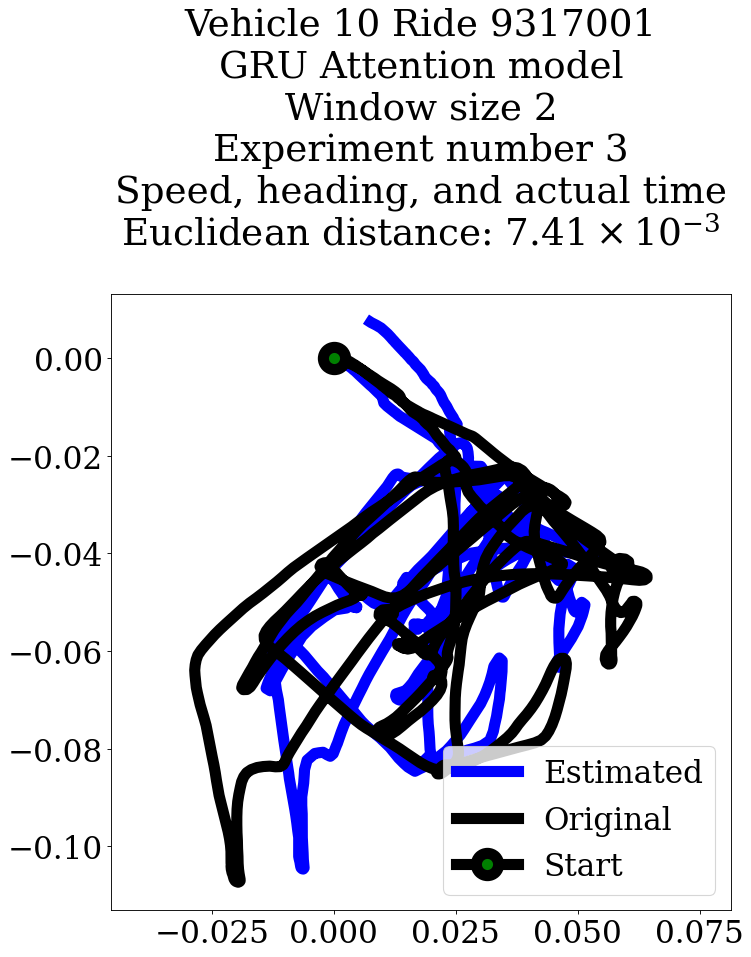 Vehicle 10 Ride 9317001
GRU Attention model
Window size 2
Experiment number 3
Speed, heading, and actual time
Euclidean distance: 7.41 × 10⁻³
0.00
−0.02
−0.04
−0.06
−0.08
−0.10
Estimated
Original
Start
−0.025 0.000 0.025 0.050 0.075